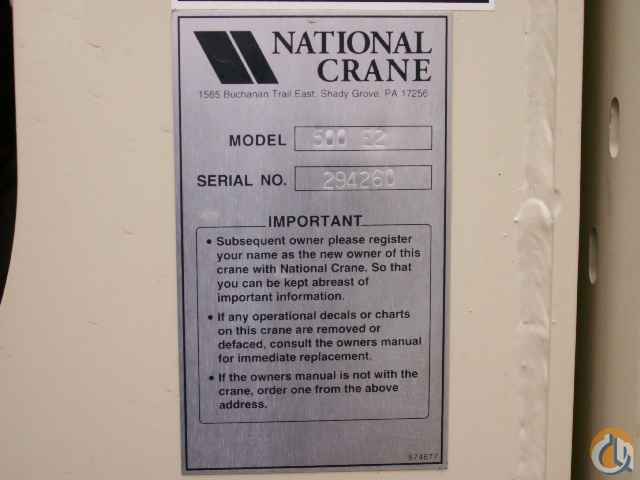 NATIONAL
CRANE
1565 Buchanan Trail East, Shady Grove, PA 17256
MODEL 500 E2
SERIAL NO. 294260
IMPORTANT
• Subsequent owner please register
your name as the new owner of this
crane with National Crane. So that
you can be kept abreast of
important information.
• If any operational decals or charts
on this crane are removed or
defaced, consult the owners manual
for immediate replacement.
• If the owners manual is not with the
crane, order one from the above
address.
574677